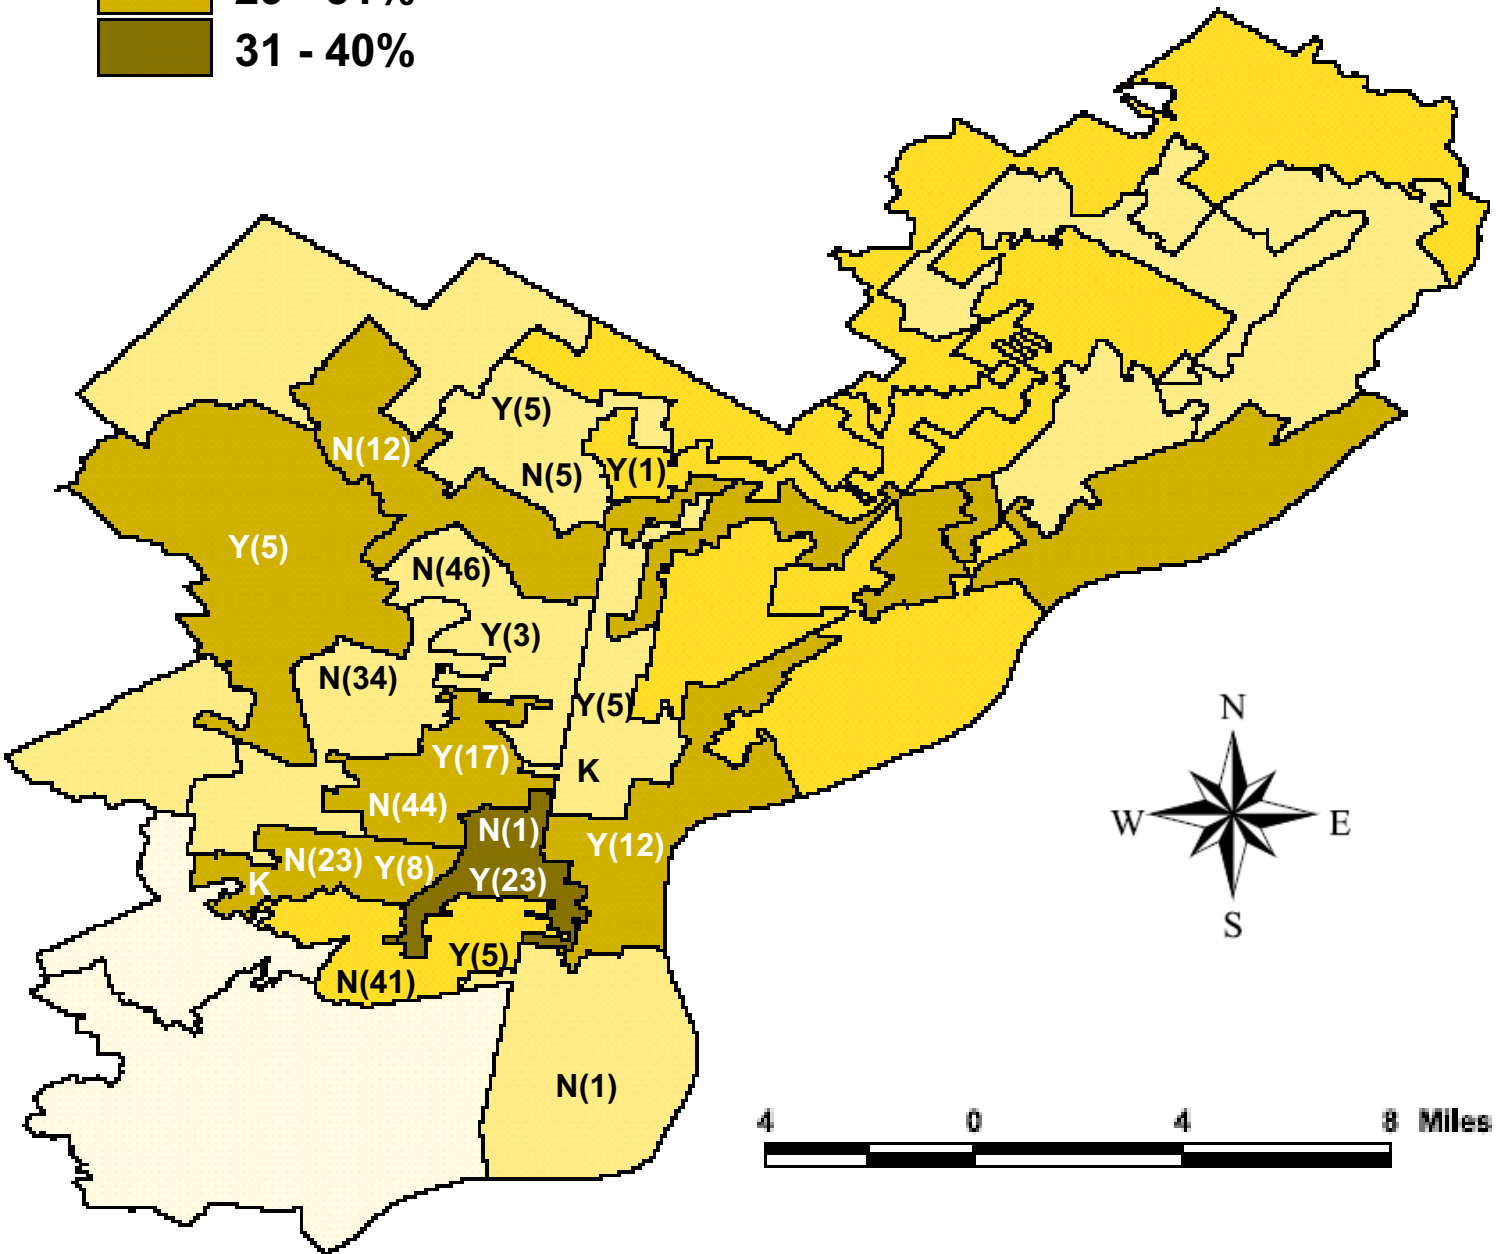 31 - 40%
Y(5)
N(12)
N(5)
Y(1)
Y(5)
N(46)
Y(3)
N(34)
Y(5)
Y(17)
K
N(44)
N(1)
Y(12)
N(23)
Y(8)
K
Y(23)
Y(5)
N(41)
N(1)
N
W
E
S
4 0 4 8 Miles